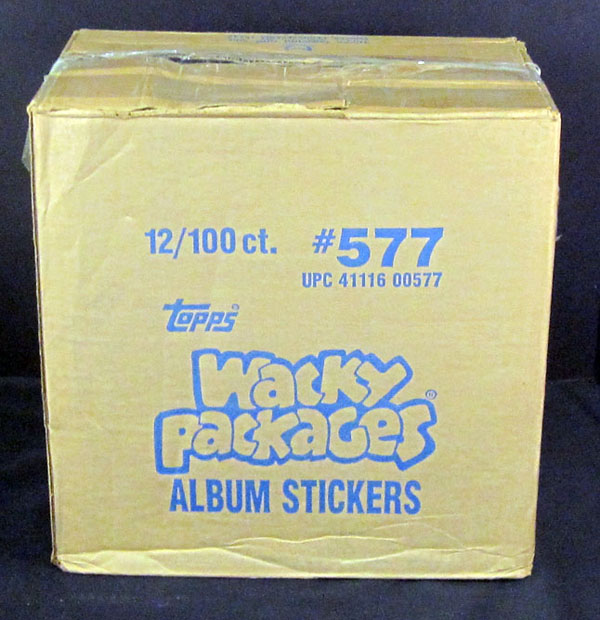 12/100 ct. #577
UPC 41116 00577
Topps®
Wacky
Packages®
ALBUM STICKERS